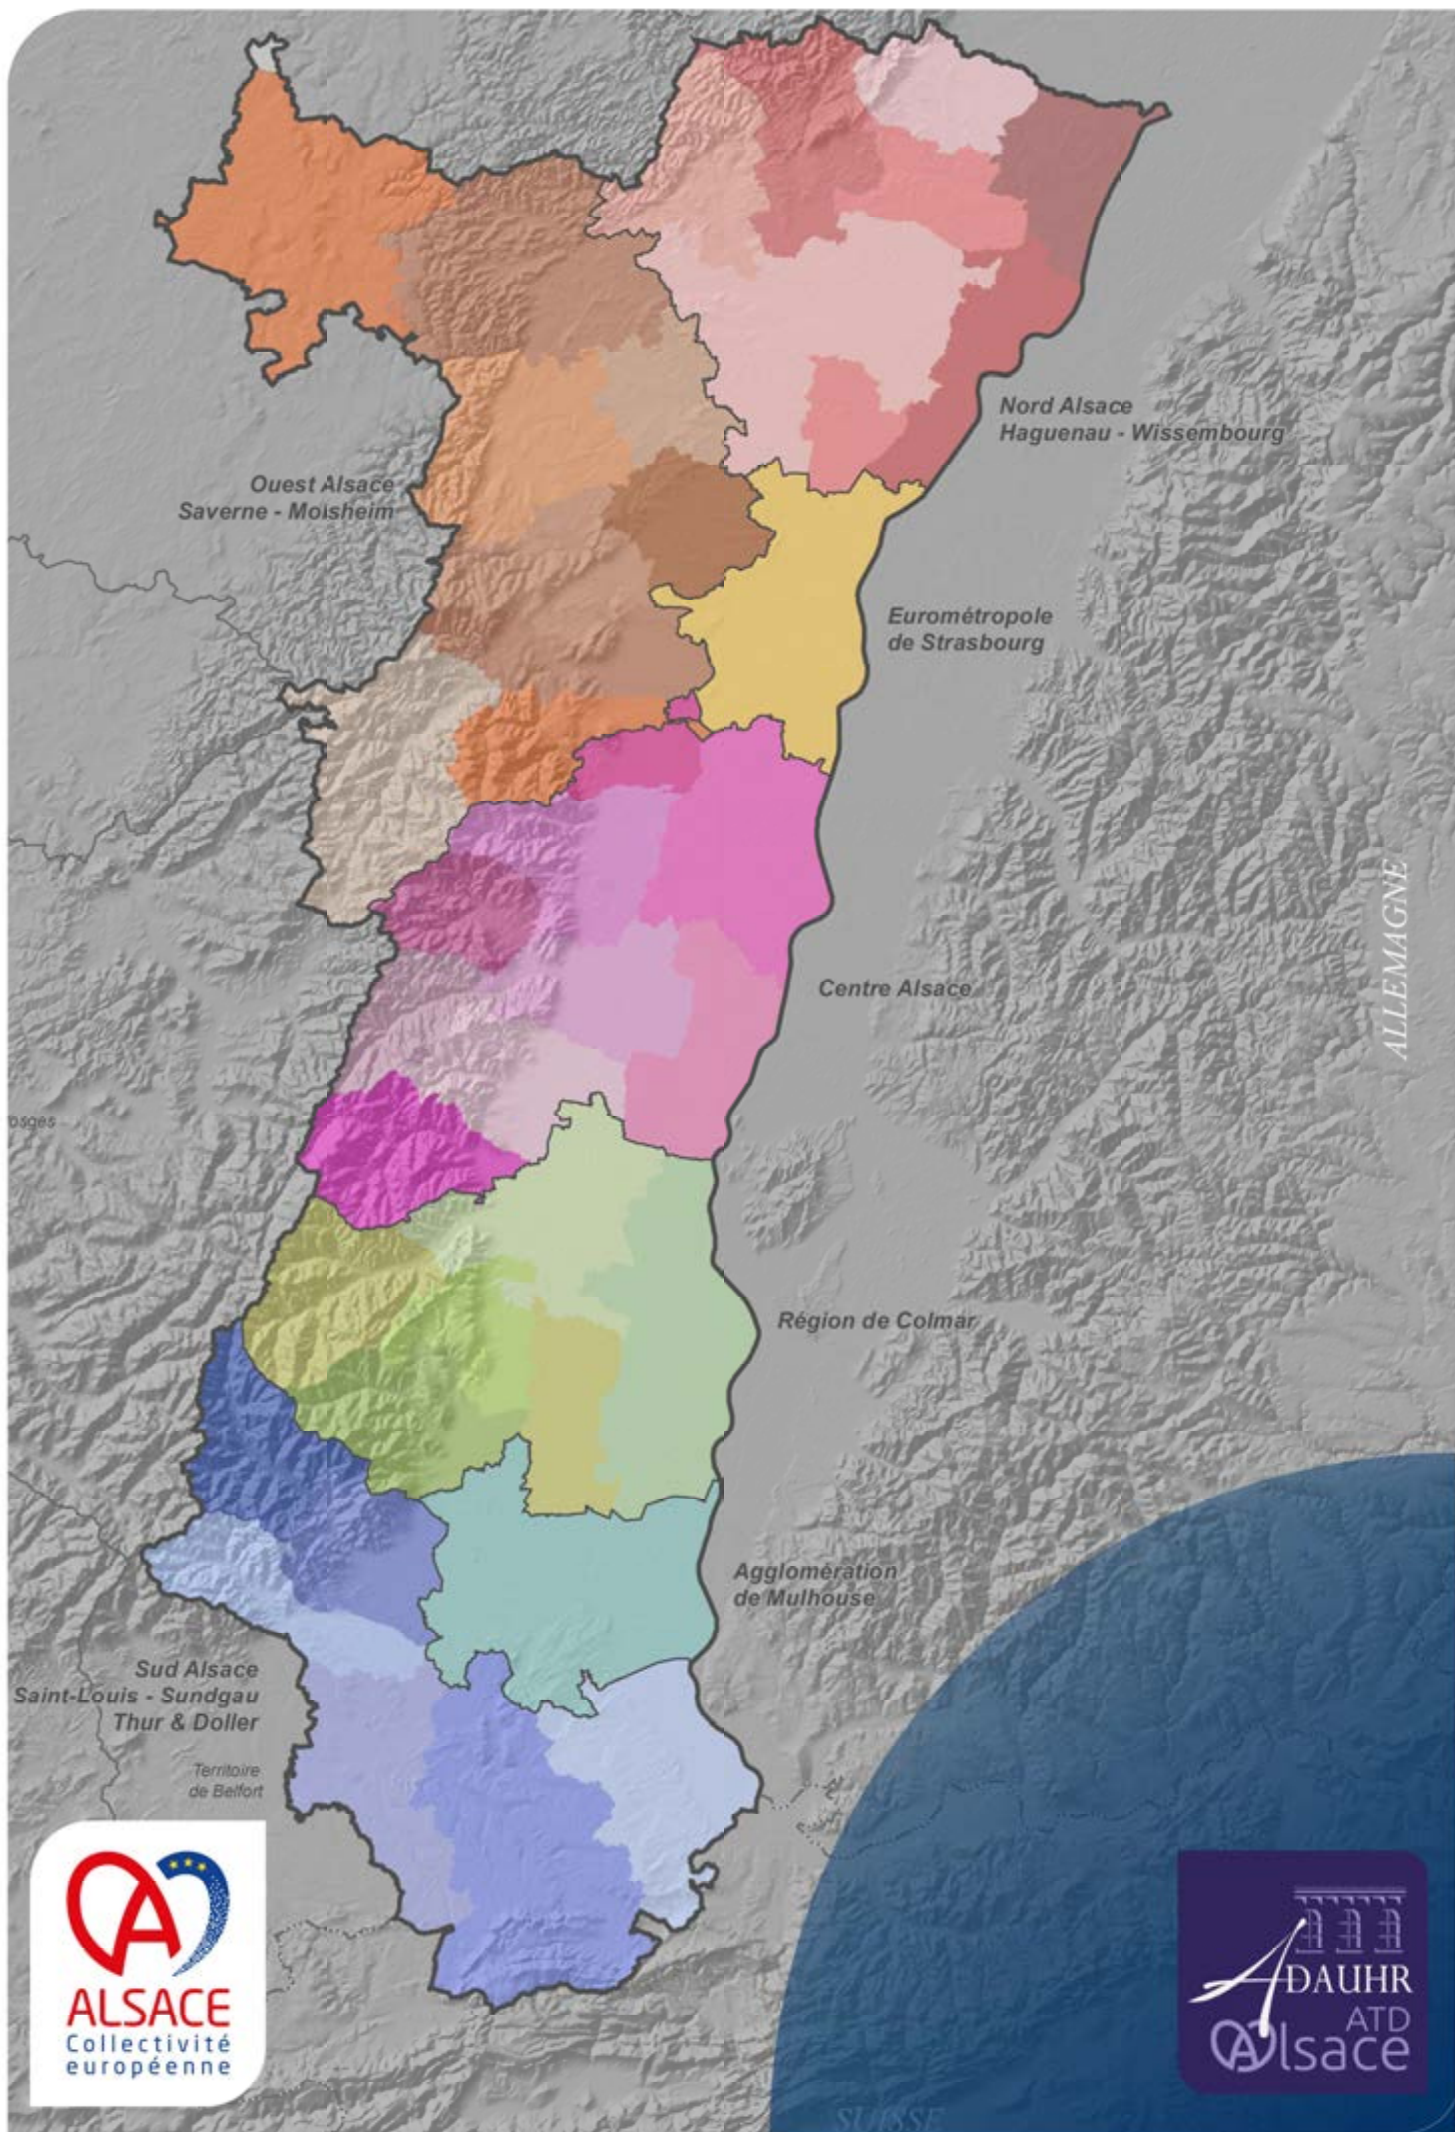 Nord Alsace
Haguenau - Wissembourg
Ouest Alsace
Saverne - Molsheim
Eurométropole
de Strasbourg
ALLEMAGNE
Centre Alsace
osges
Région de Colmar
Agglomération
de Mulhouse
Sud Alsace
Saint-Louis - Sundgau
Thur & Doller
Territoire
de Belfort
ALSACE
Collectivité
européenne
ADAUHR
ATD
Alsace
SUISSE